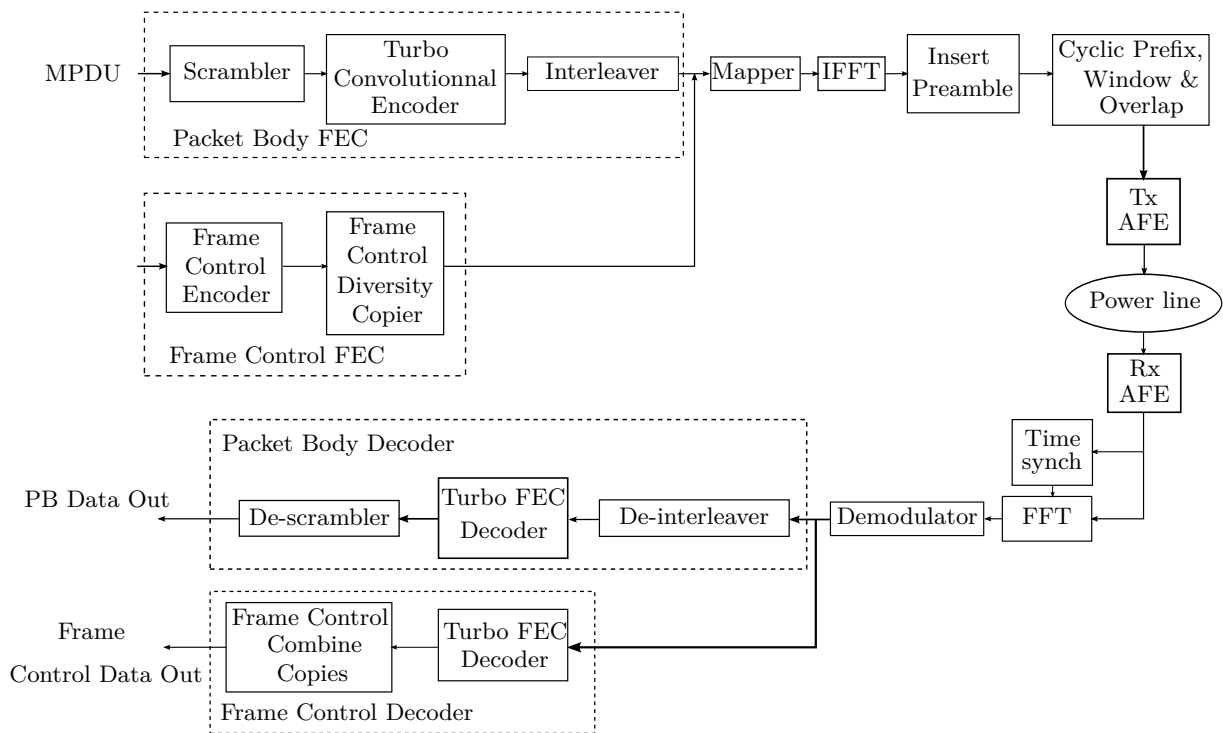 MPDU
Scrambler
Turbo
Convolutionnal
Encoder
Interleaver
Packet Body FEC
Mapper
IFFT
Insert
Preamble
Cyclic Prefix,
Window &
Overlap
Frame
Control
Encoder
Frame
Control
Diversity
Copier
Frame Control FEC
Tx
AFE
Power line
Rx
AFE
Time
synch
FFT
Demodulator
Packet Body Decoder
De-interleaver
Turbo FEC
Decoder
De-scrambler
PB Data Out
Turbo FEC
Decoder
Frame Control
Combine
Copies
Frame
Control Data Out
Frame Control Decoder